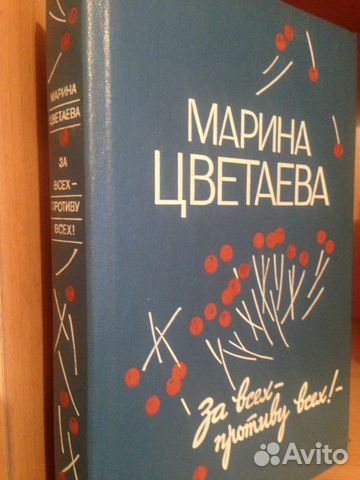 МАРИНА
ЦВЕТАЕВА
за всех –
противу всех! –
МАРИНА
ЦВЕТАЕВА
ЗА
ВСЕХ –
ПРОТИВУ
ВСЕХ!
Avito